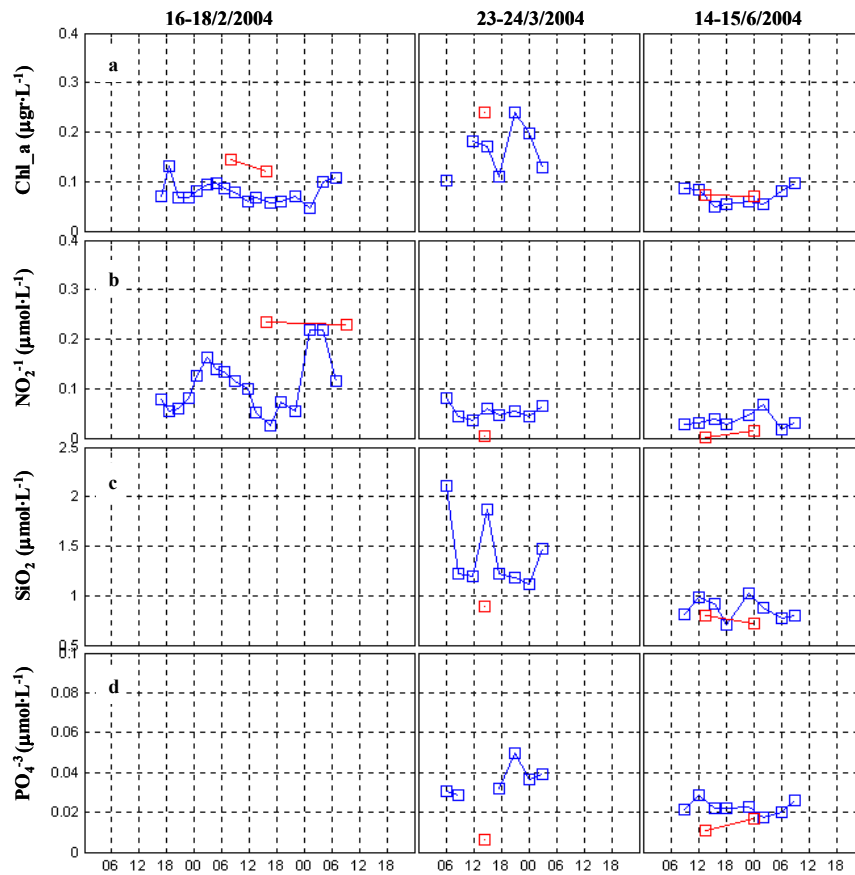 16-18/2/2004 23-24/3/2004 14-15/6/2004
a
Chl_a (µgr·L⁻¹)
0.4
0.3
0.2
0.1
0
b
NO₂⁻¹ (µmol·L⁻¹)
0.4
0.3
0.2
0.1
0
c
SiO₂ (µmol·L⁻¹)
2.5
2
1.5
1
0.5
d
PO₄⁻³ (µmol·L⁻¹)
0.1
0.08
0.06
0.04
0.02
0
06 12 18 00 06 12 18 00 06 12 18 06 12 18 00 06 12 18 06 12 18 00 06 12 18